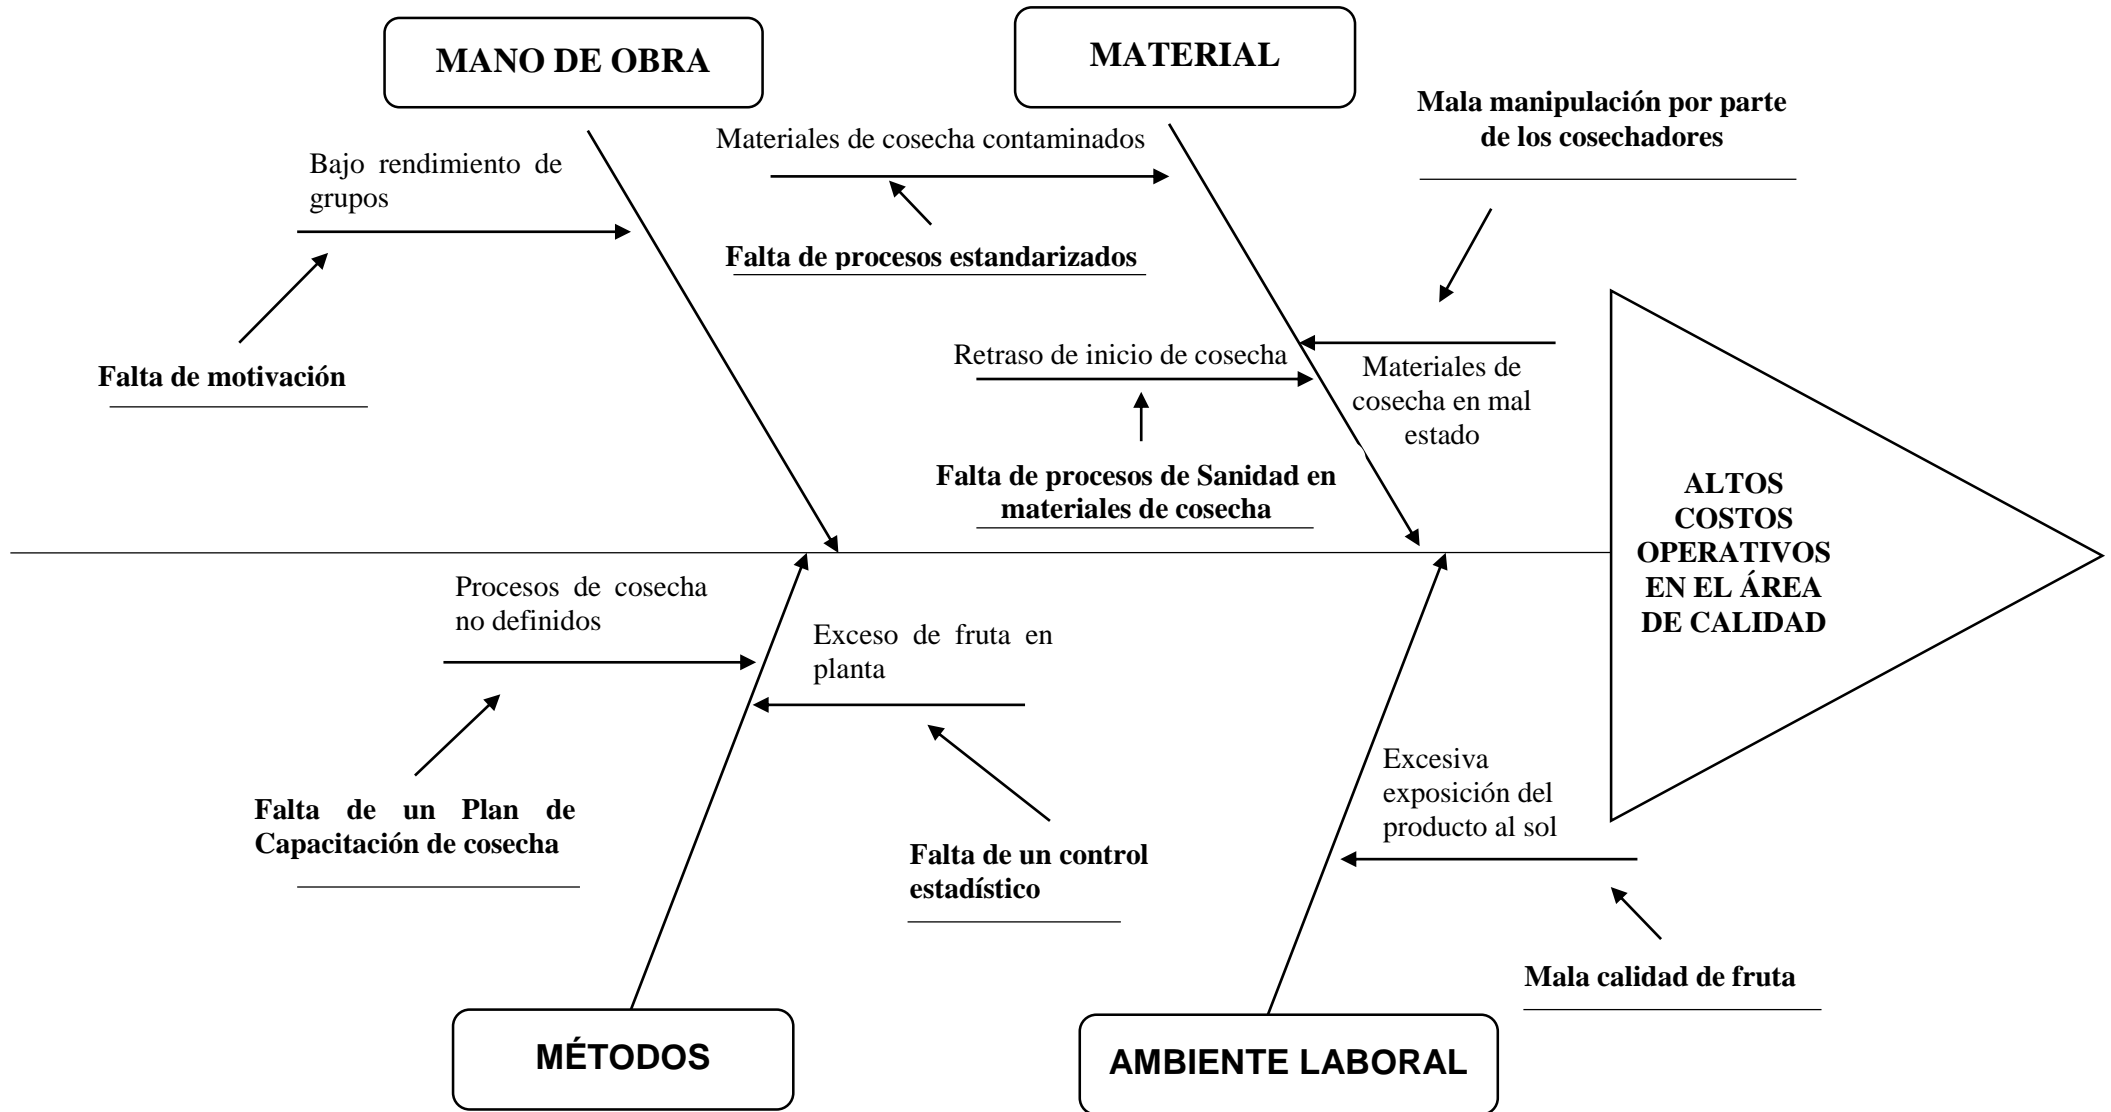 MANO DE OBRA
MATERIAL
Mala manipulación por parte
de los cosechadores
Materiales de cosecha contaminados
Bajo rendimiento de
grupos
Falta de procesos estandarizados
Falta de motivación
Retraso de inicio de cosecha
Materiales de
cosecha en mal
estado
Falta de procesos de Sanidad en
materiales de cosecha
ALTOS
COSTOS
OPERATIVOS
EN EL ÁREA
DE CALIDAD
Procesos de cosecha
no definidos
Exceso de fruta en
planta
Falta de un Plan de
Capacitación de cosecha
Falta de un control
estadístico
Excesiva
exposición del
producto al sol
Mala calidad de fruta
MÉTODOS
AMBIENTE LABORAL